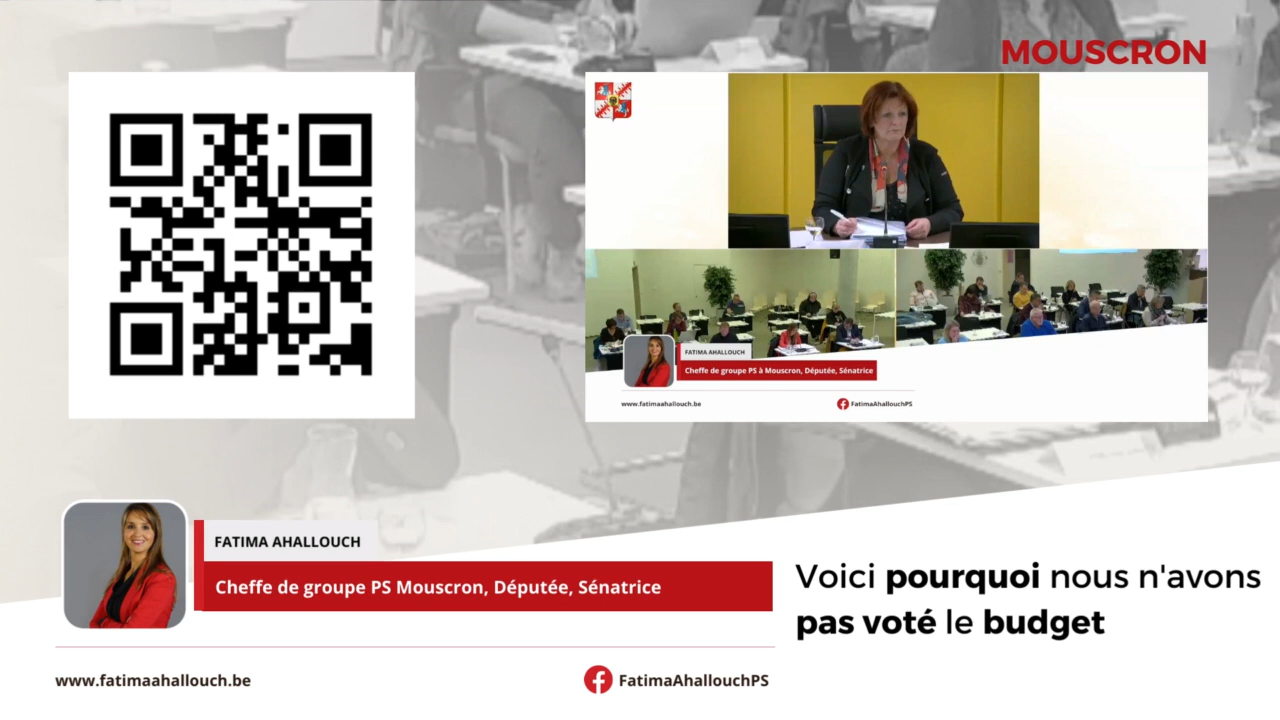 MOUSCRON
FATIMA AHALLOUCH
Cheffe de groupe PS à Mouscron, Députée, Sénatrice
www.fatimaahallouch.be
FatimaAhallouchPS
FATIMA AHALLOUCH
Cheffe de groupe PS Mouscron, Députée, Sénatrice
Voici pourquoi nous n'avons
pas voté le budget
www.fatimaahallouch.be
FatimaAhallouchPS